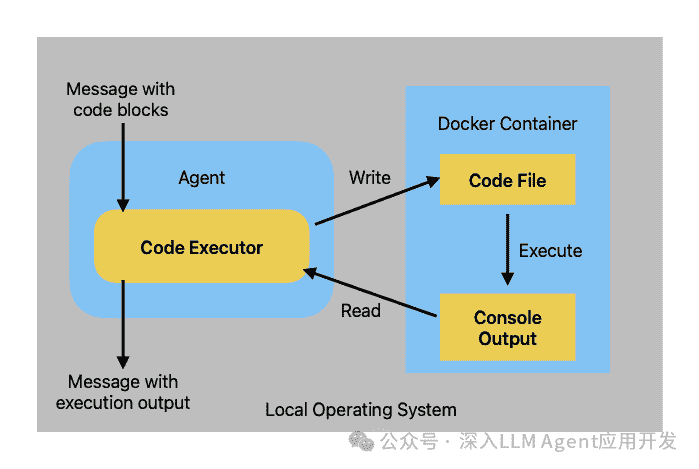 Message with
code blocks
Agent
Code Executor
Write
Read
Docker Container
Code File
Execute
Console
Output
Message with
execution output
Local Operating System
公众号 · 深入LLM Agent应用开发